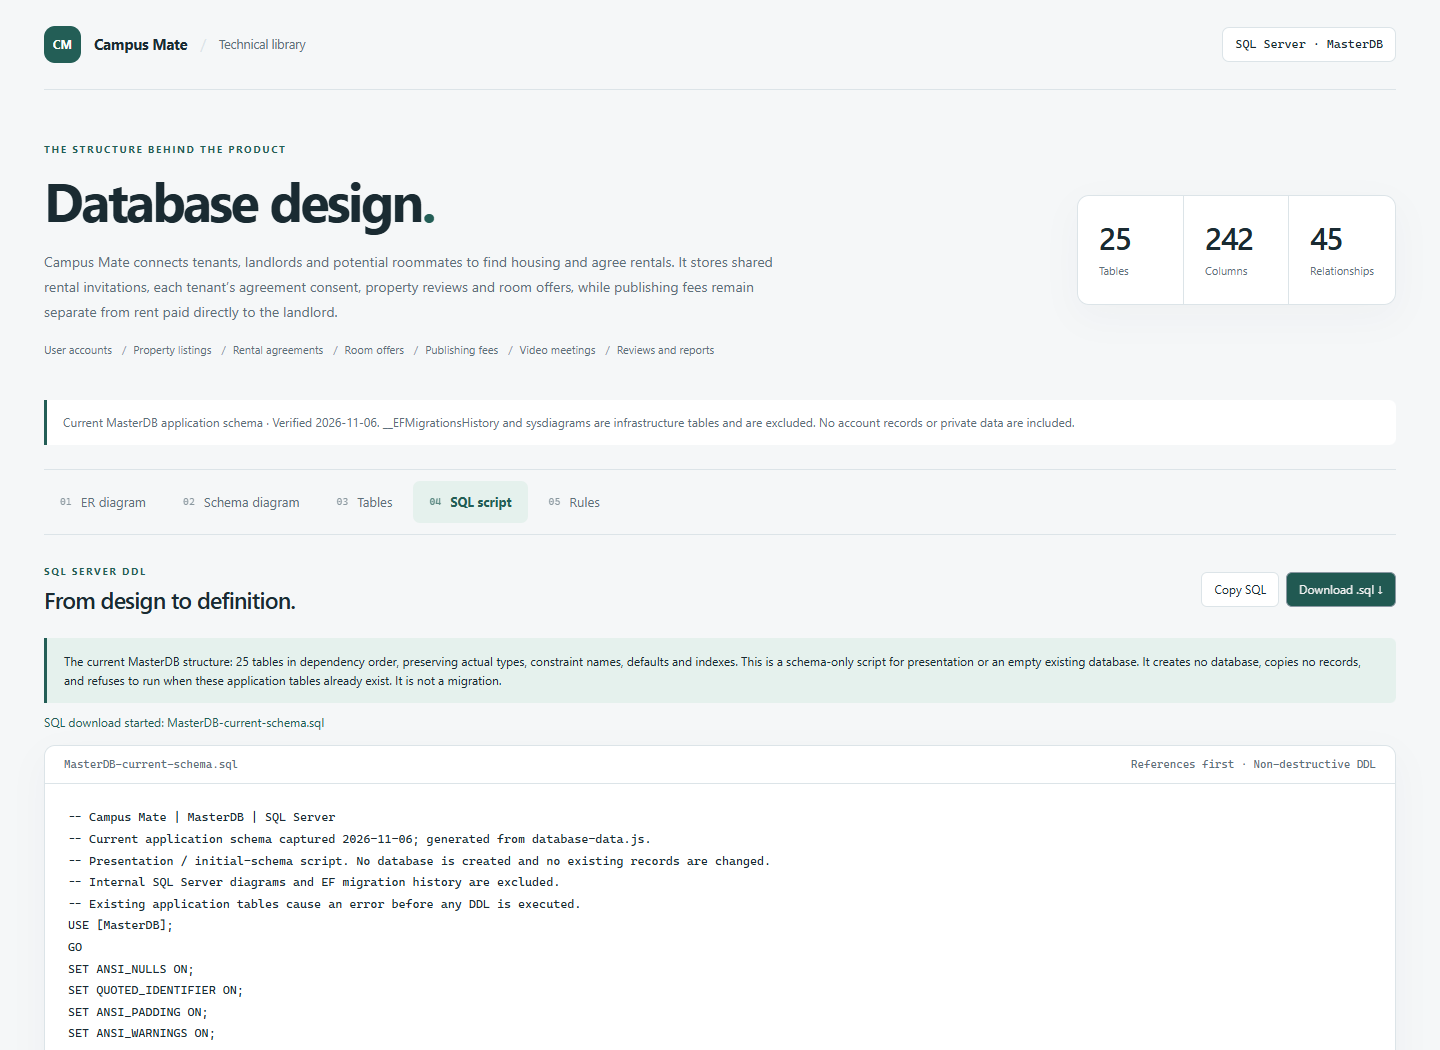 CM Campus Mate / Technical library
SQL Server · MasterDB
THE STRUCTURE BEHIND THE PRODUCT
Database design.
Campus Mate connects tenants, landlords and potential roommates to find housing and agree rentals. It stores shared
rental invitations, each tenant’s agreement consent, property reviews and room offers, while publishing fees remain
separate from rent paid directly to the landlord.
User accounts / Property listings / Rental agreements / Room offers / Publishing fees / Video meetings / Reviews and reports
25 242 45
Tables Columns Relationships
Current MasterDB application schema · Verified 2026-11-06. __EFMigrationsHistory and sysdiagrams are infrastructure tables and are excluded. No account records or private data are included.
01 ER diagram 02 Schema diagram 03 Tables 04 SQL script 05 Rules
SQL SERVER DDL
From design to definition.
Copy SQL Download .sql ↓
The current MasterDB structure: 25 tables in dependency order, preserving actual types, constraint names, defaults and indexes. This is a schema-only script for presentation or an empty existing database. It creates no database, copies no records,
and refuses to run when these application tables already exist. It is not a migration.
SQL download started: MasterDB-current-schema.sql
MasterDB-current-schema.sql References first · Non-destructive DDL
-- Campus Mate | MasterDB | SQL Server
-- Current application schema captured 2026-11-06; generated from database-data.js.
-- Presentation / initial-schema script. No database is created and no existing records are changed.
-- Internal SQL Server diagrams and EF migration history are excluded.
-- Existing application tables cause an error before any DDL is executed.
USE [MasterDB];
GO
SET ANSI_NULLS ON;
SET QUOTED_IDENTIFIER ON;
SET ANSI_PADDING ON;
SET ANSI_WARNINGS ON;